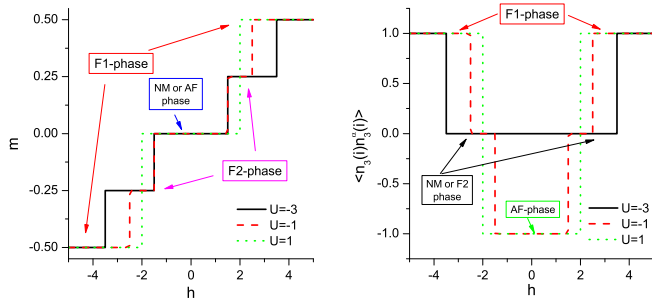 0.50
0.25
0.00
-0.25
-0.50
m
F1-phase
NM or AF
phase
F2-phase
U=-3
U=-1
U=1
-4
-2
0
2
4
h
1.0
0.5
0.0
-0.5
-1.0
<n₃(i)n₃ᵅ(i)>
F1-phase
NM or F2
phase
AF-phase
U=-3
U=-1
U=1
-4
-2
0
2
4
h